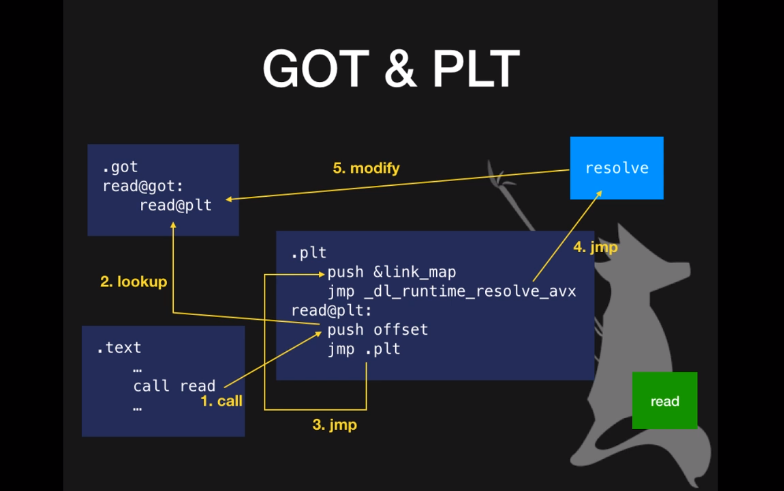 GOT & PLT
.got
read@got:
read@plt
resolve
5. modify
4. jmp
2. lookup
.plt
push &link_map
jmp _dl_runtime_resolve_avx
read@plt:
push offset
jmp .plt
.text
…
call read
…
1. call
3. jmp
read